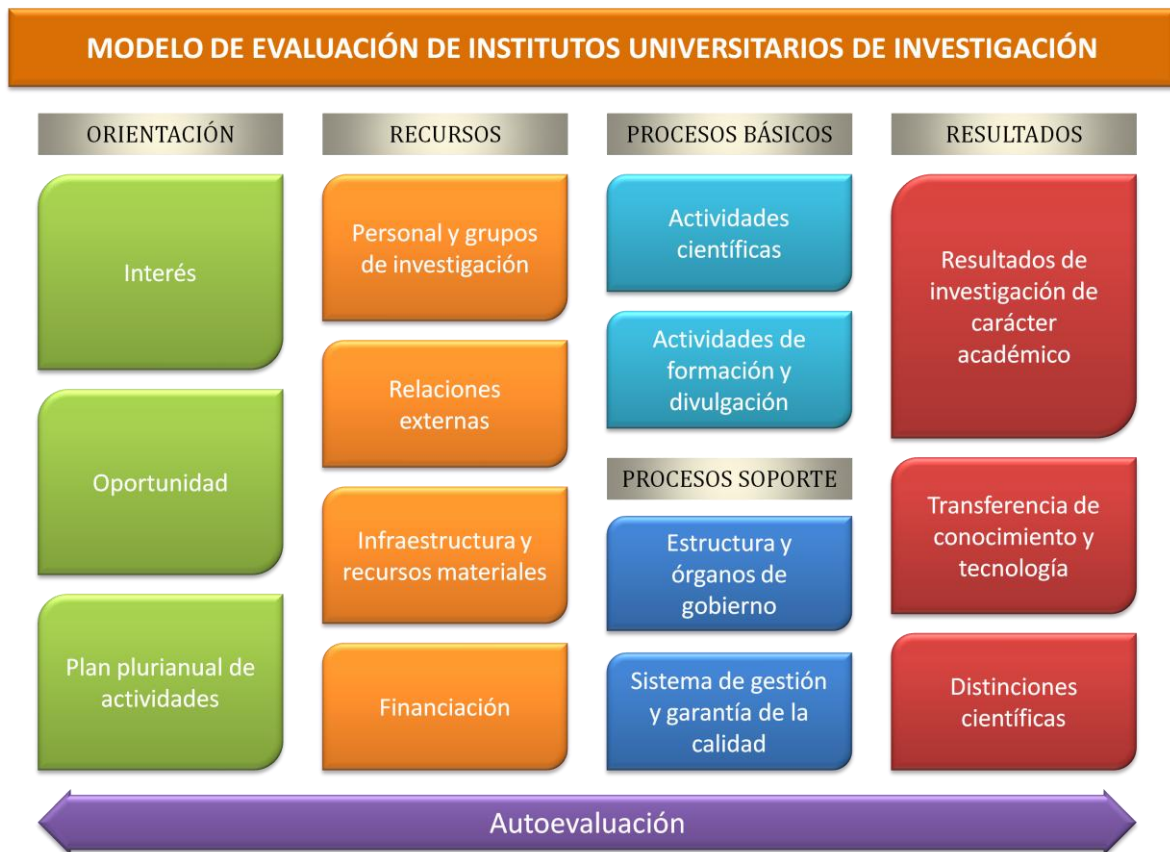 MODELO DE EVALUACIÓN DE INSTITUTOS UNIVERSITARIOS DE INVESTIGACIÓN
ORIENTACIÓN
Interés
Oportunidad
Plan plurianual de
actividades
RECURSOS
Personal y grupos
de investigación
Relaciones
externas
Infraestructura y
recursos materiales
Financiación
PROCESOS BÁSICOS
Actividades
científicas
Actividades de
formación y
divulgación
PROCESOS SOPORTE
Estructura y
órganos de
gobierno
Sistema de gestión
y garantía de la
calidad
RESULTADOS
Resultados de
investigación de
carácter
académico
Transferencia de
conocimiento y
tecnología
Distinciones
científicas
Autoevaluación